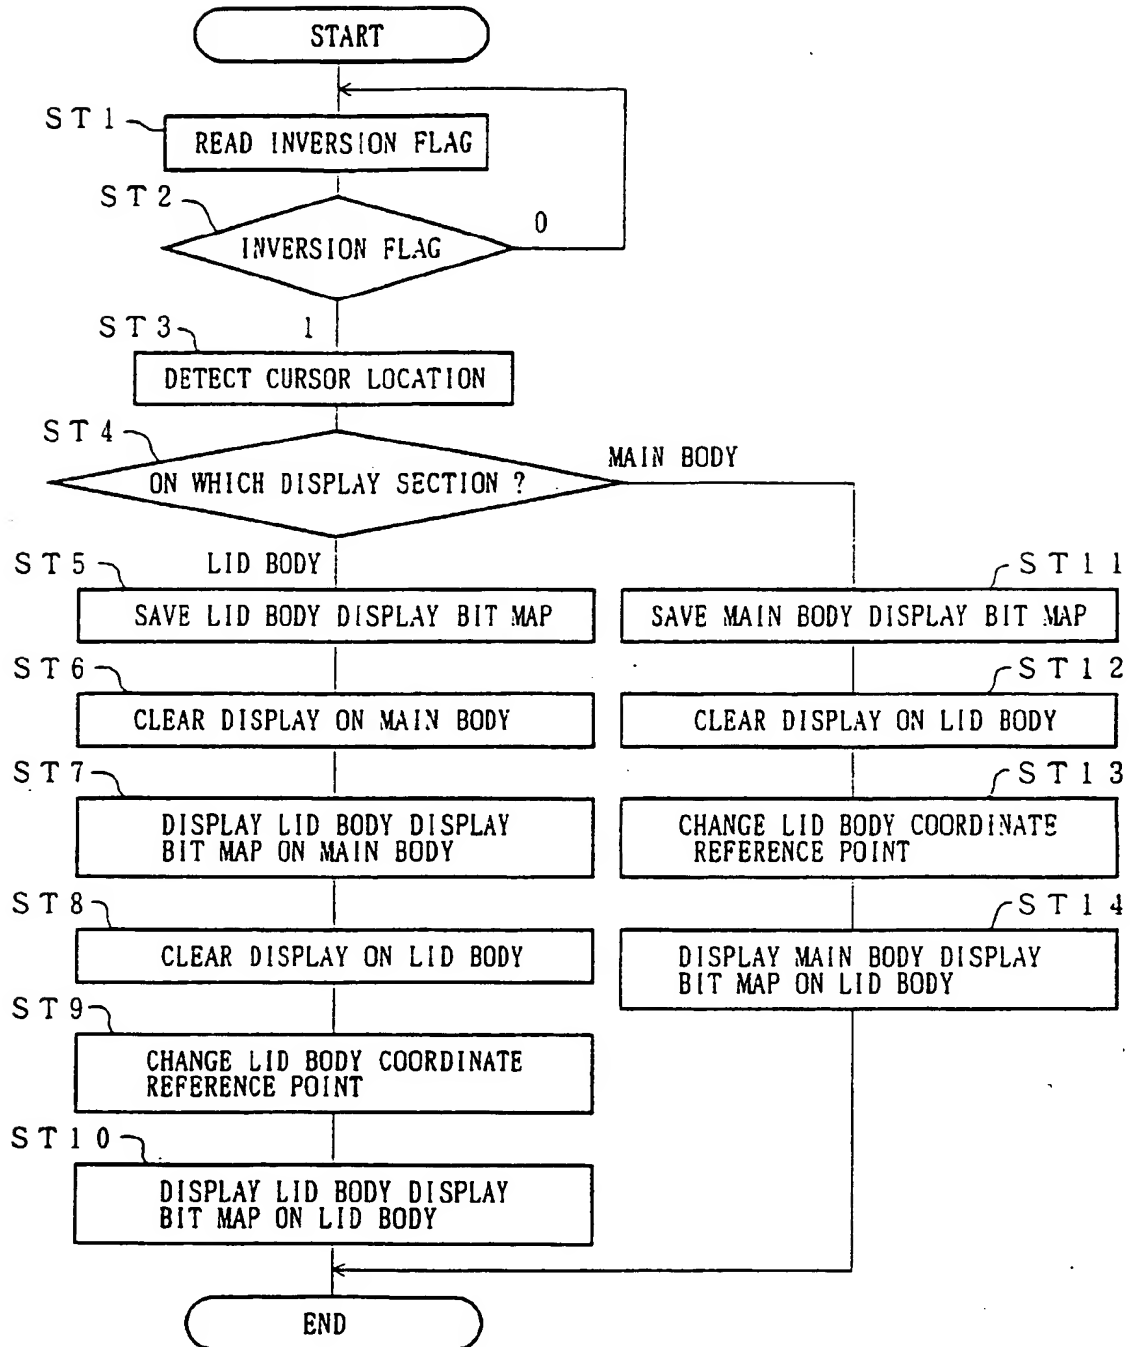 START
ST1
READ INVERSION FLAG
ST2
INVERSION FLAG
0
1
ST3
DETECT CURSOR LOCATION
ST4
ON WHICH DISPLAY SECTION ?
MAIN BODY
LID BODY
ST5
SAVE LID BODY DISPLAY BIT MAP
ST6
CLEAR DISPLAY ON MAIN BODY
ST7
DISPLAY LID BODY DISPLAY
BIT MAP ON MAIN BODY
ST8
CLEAR DISPLAY ON LID BODY
ST9
CHANGE LID BODY COORDINATE
REFERENCE POINT
ST10
DISPLAY LID BODY DISPLAY
BIT MAP ON LID BODY
ST11
SAVE MAIN BODY DISPLAY BIT MAP
ST12
CLEAR DISPLAY ON LID BODY
ST13
CHANGE LID BODY COORDINATE
REFERENCE POINT
ST14
DISPLAY MAIN BODY DISPLAY
BIT MAP ON LID BODY
END